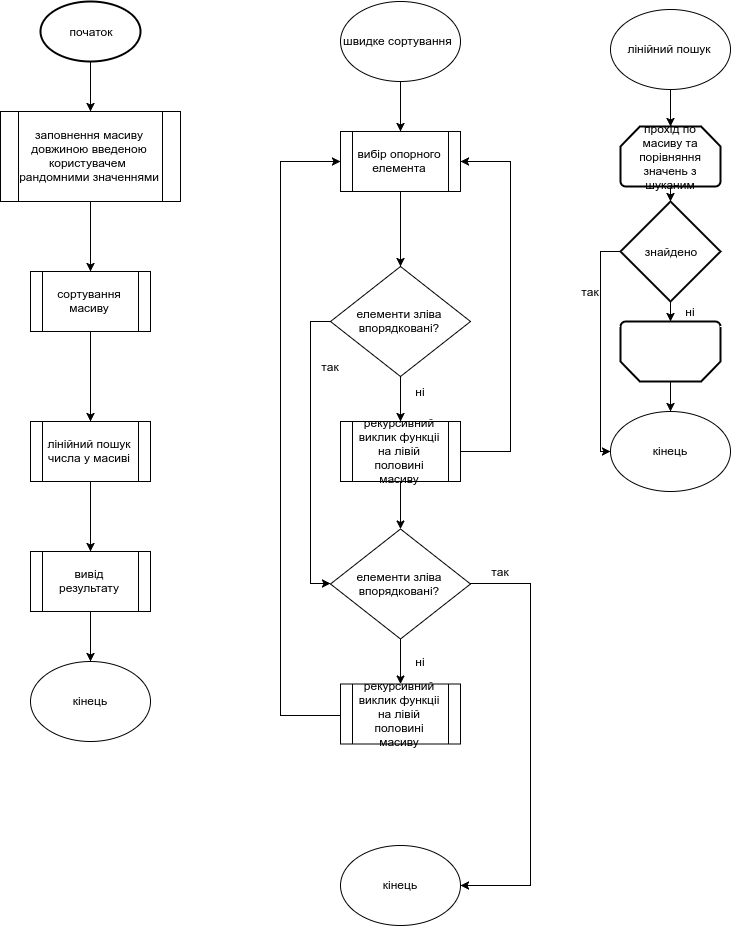 початок
заповнення масиву
довжиною введеною
користувачем
рандомними значеннями
сортування
масиву
лінійний пошук
числа у масиві
вивід
результату
кінець
швидке сортування
вибір опорного
елемента
елементи зліва
впорядковані?
так
ні
рекурсивний
виклик функціі
на лівій
половині
масиву
елементи зліва
впорядковані?
так
ні
рекурсивний
виклик функціі
на лівій
половині
масиву
кінець
лінійний пошук
прохід по
масиву та
порівняння
значень з
шуканим
знайдено
так
ні
кінець